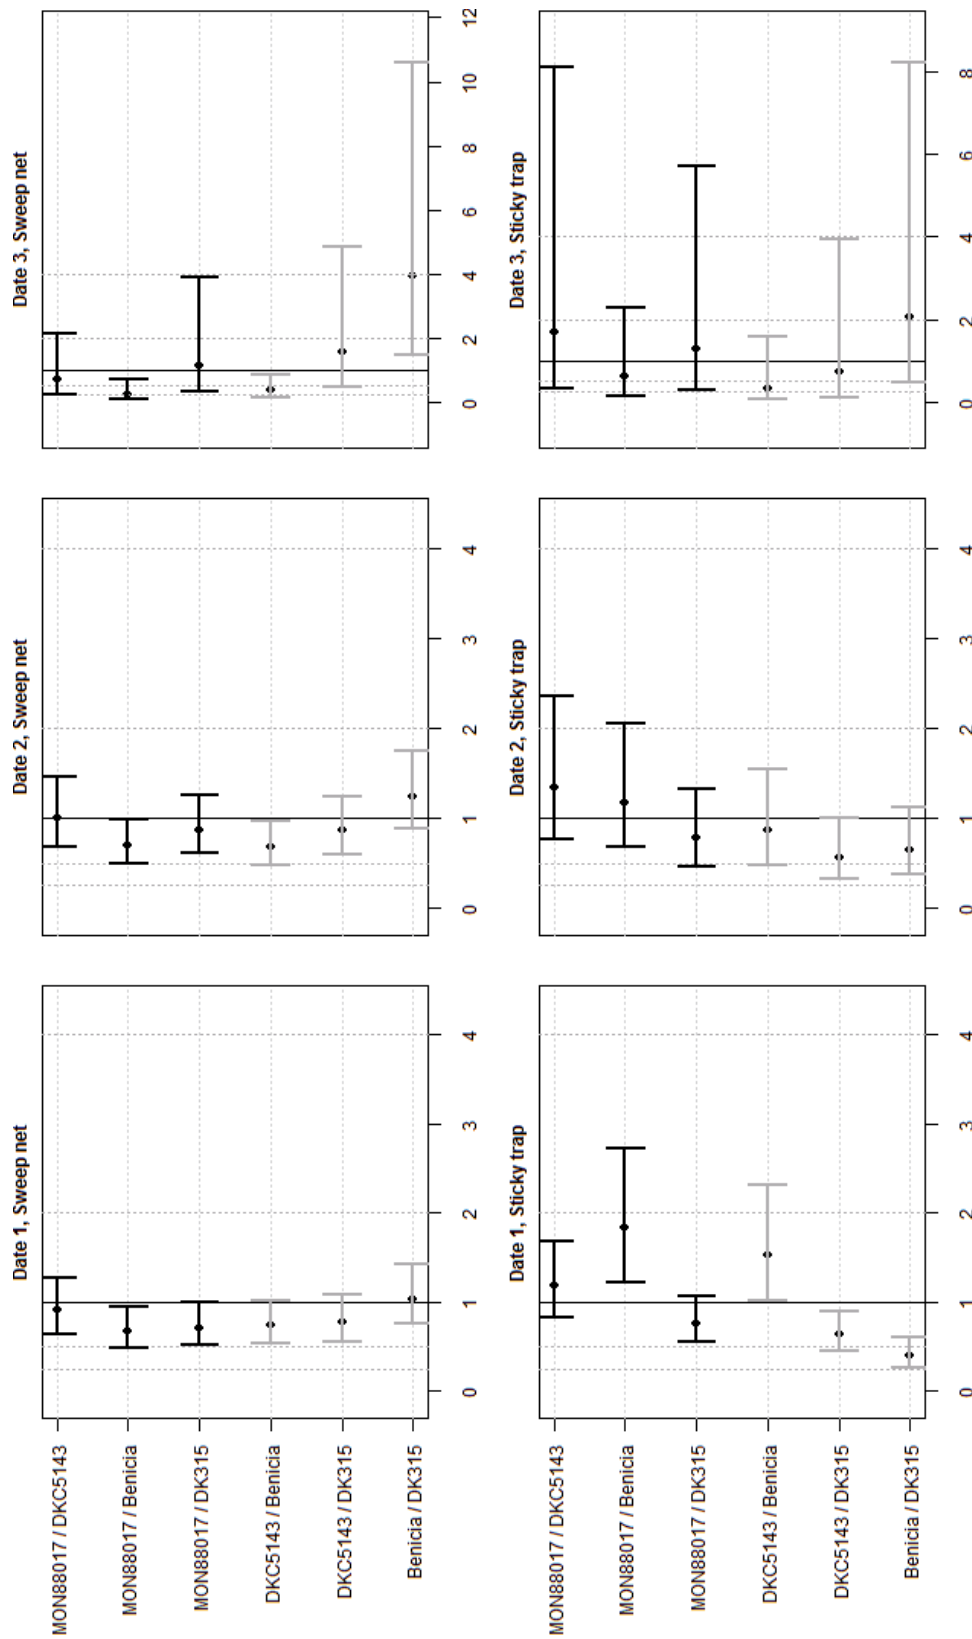 Date 1, Sweep net
Date 2, Sweep net
Date 3, Sweep net
MON88017 / DKC5143
MON88017 / Benicia
MON88017 / DK315
DKC5143 / Benicia
DKC5143 / DK315
Benicia / DK315
0 1 2 3 4
0 1 2 3 4
0 2 4 6 8 10 12
Date 1, Sticky trap
Date 2, Sticky trap
Date 3, Sticky trap
MON88017 / DKC5143
MON88017 / Benicia
MON88017 / DK315
DKC5143 / Benicia
DKC5143 / DK315
Benicia / DK315
0 1 2 3 4
0 1 2 3 4
0 2 4 6 8